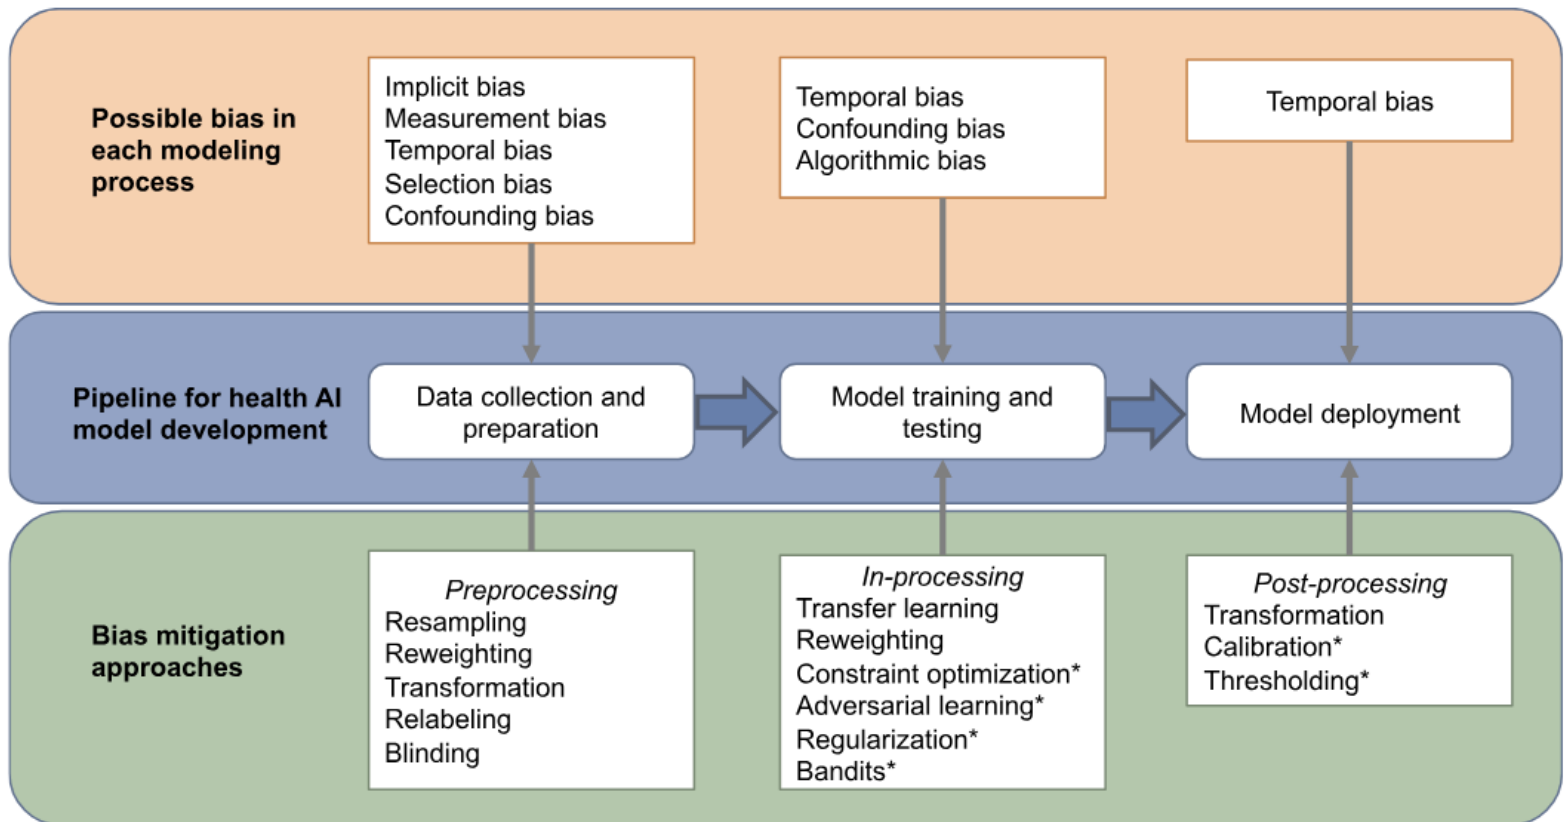 Possible bias in
each modeling
process
Implicit bias
Measurement bias
Temporal bias
Selection bias
Confounding bias
Temporal bias
Confounding bias
Algorithmic bias
Temporal bias
Pipeline for health AI
model development
Data collection and
preparation
Model training and
testing
Model deployment
Bias mitigation
approaches
Preprocessing
Resampling
Reweighting
Transformation
Relabeling
Blinding
In-processing
Transfer learning
Reweighting
Constraint optimization*
Adversarial learning*
Regularization*
Bandits*
Post-processing
Transformation
Calibration*
Thresholding*